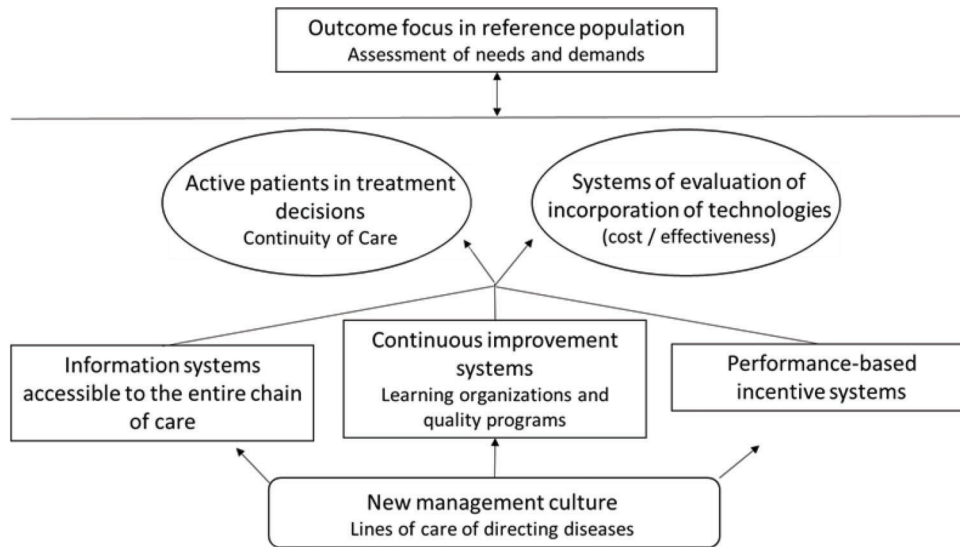 Outcome focus in reference population
Assessment of needs and demands
Active patients in treatment
decisions
Continuity of Care
Systems of evaluation of
incorporation of technologies
(cost / effectiveness)
Information systems
accessible to the entire chain
of care
Continuous improvement
systems
Learning organizations and
quality programs
Performance-based
incentive systems
New management culture
Lines of care of directing diseases